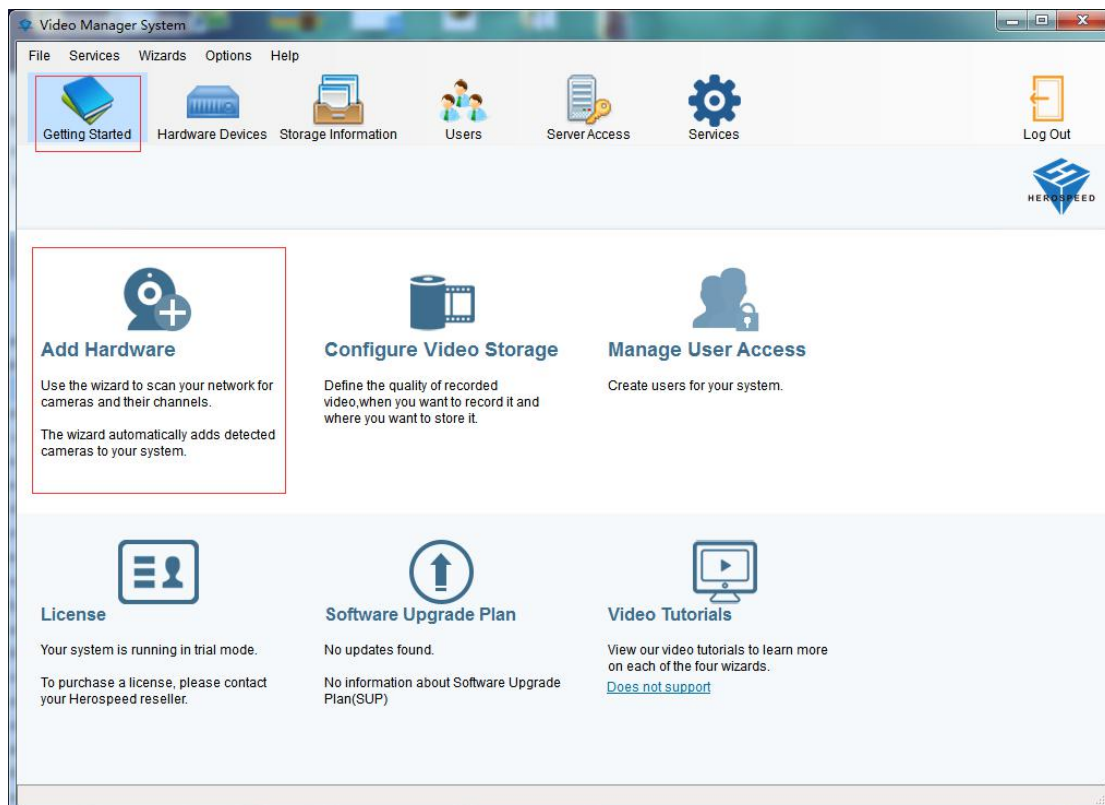 Video Manager System
File Services Wizards Options Help
Getting Started Hardware Devices Storage Information Users Server Access Services Log Out
HEROSPEED
Add Hardware
Use the wizard to scan your network for
cameras and their channels.
The wizard automatically adds detected
cameras to your system.
Configure Video Storage
Define the quality of recorded
video,when you want to record it and
where you want to store it.
Manage User Access
Create users for your system.
License
Your system is running in trial mode.
To purchase a license, please contact
your Herospeed reseller.
Software Upgrade Plan
No updates found.
No information about Software Upgrade
Plan(SUP)
Video Tutorials
View our video tutorials to learn more
on each of the four wizards.
Does not support